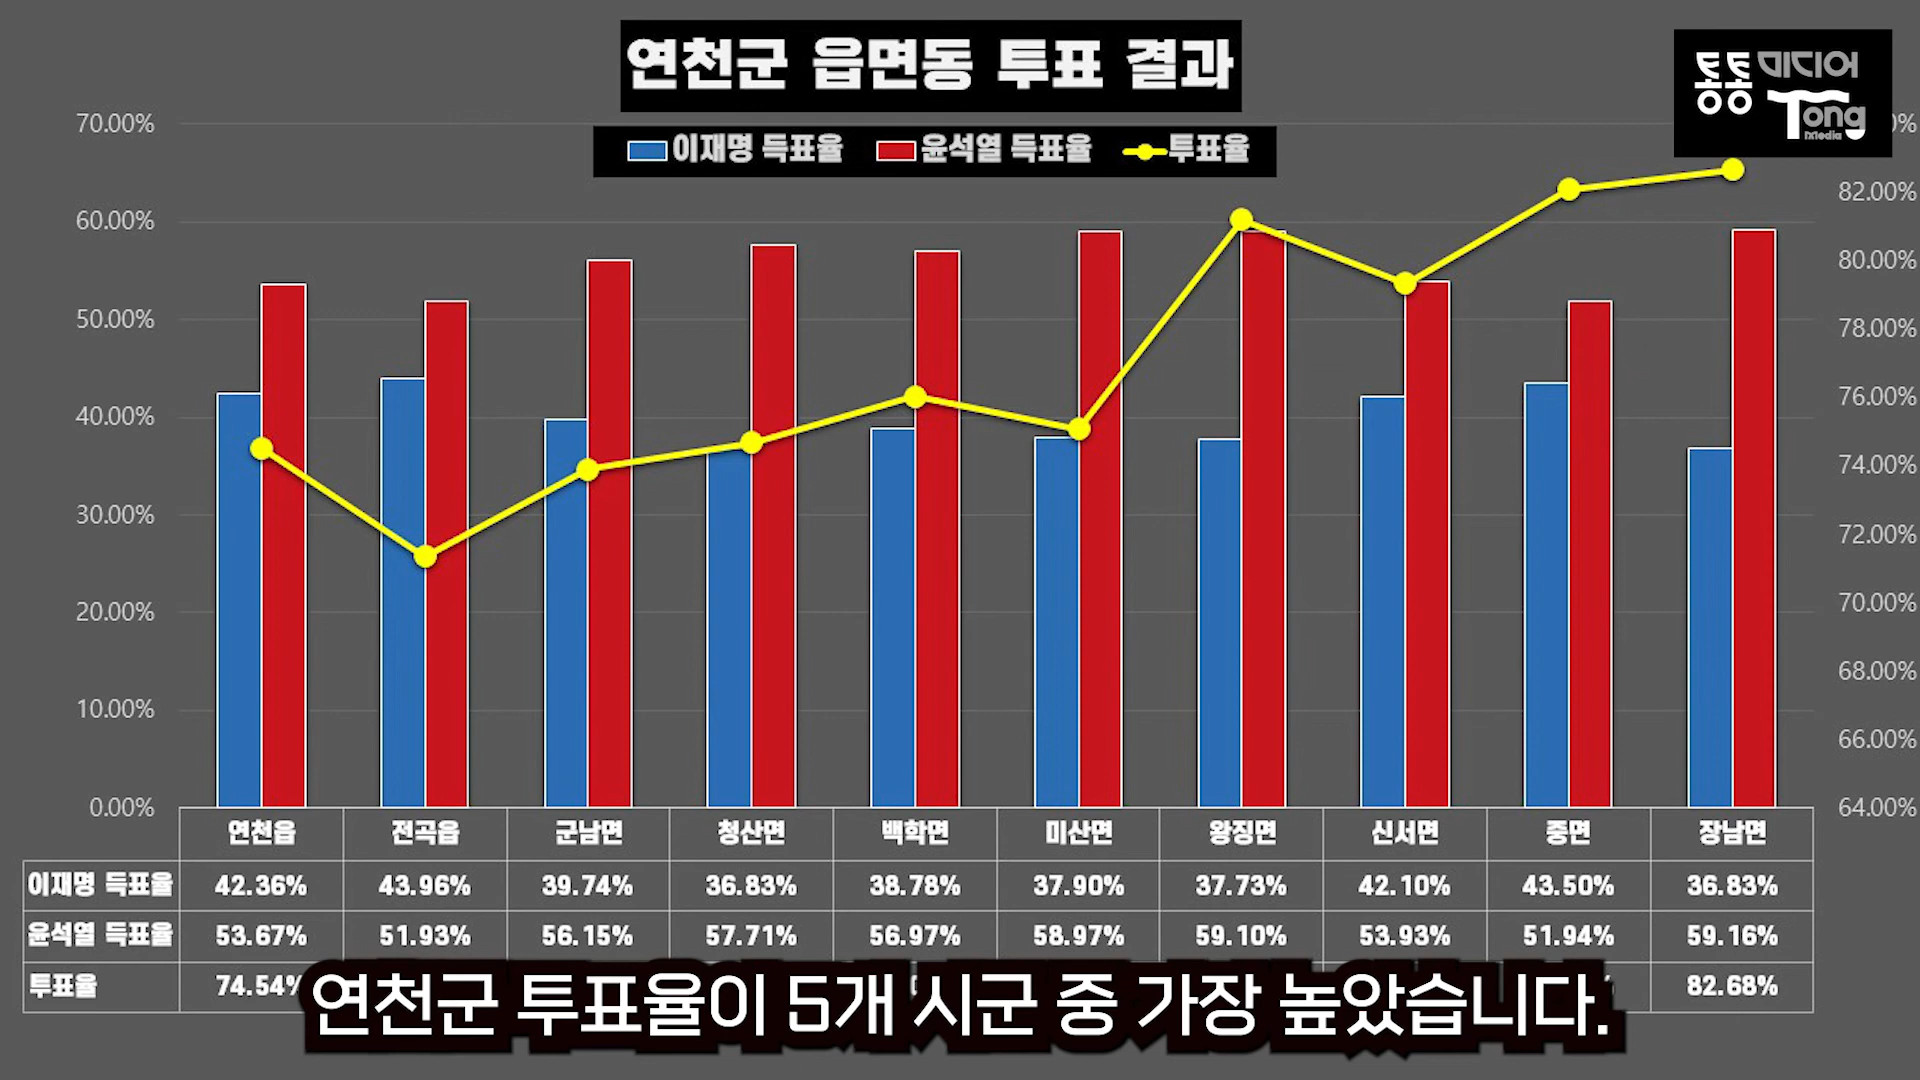 연천군 읍면동 투표 결과
통통 미디어
Tong
Media
이재명 득표율 윤석열 득표율 투표율
70.00%
60.00%
50.00%
40.00%
30.00%
20.00%
10.00%
0.00%
82.00%
80.00%
78.00%
76.00%
74.00%
72.00%
70.00%
68.00%
66.00%
64.00%
연천읍 전곡읍 군남면 청산면 백학면 미산면 왕징면 신서면 중면 장남면
이재명 득표율 42.36% 43.96% 39.74% 36.83% 38.78% 37.90% 37.73% 42.10% 43.50% 36.83%
윤석열 득표율 53.67% 51.93% 56.15% 57.71% 56.97% 58.97% 59.10% 53.93% 51.94% 59.16%
투표율 74.54% 82.68%
연천군 투표율이 5개 시군 중 가장 높았습니다.